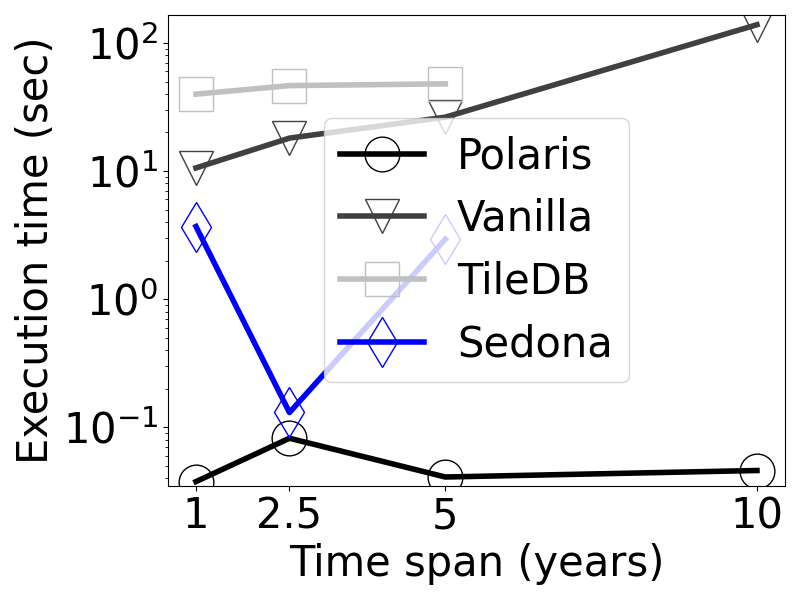 Execution time (sec)
10²
10¹
10⁰
10⁻¹
Polaris
Vanilla
TileDB
Sedona
1 2.5 5 10
Time span (years)